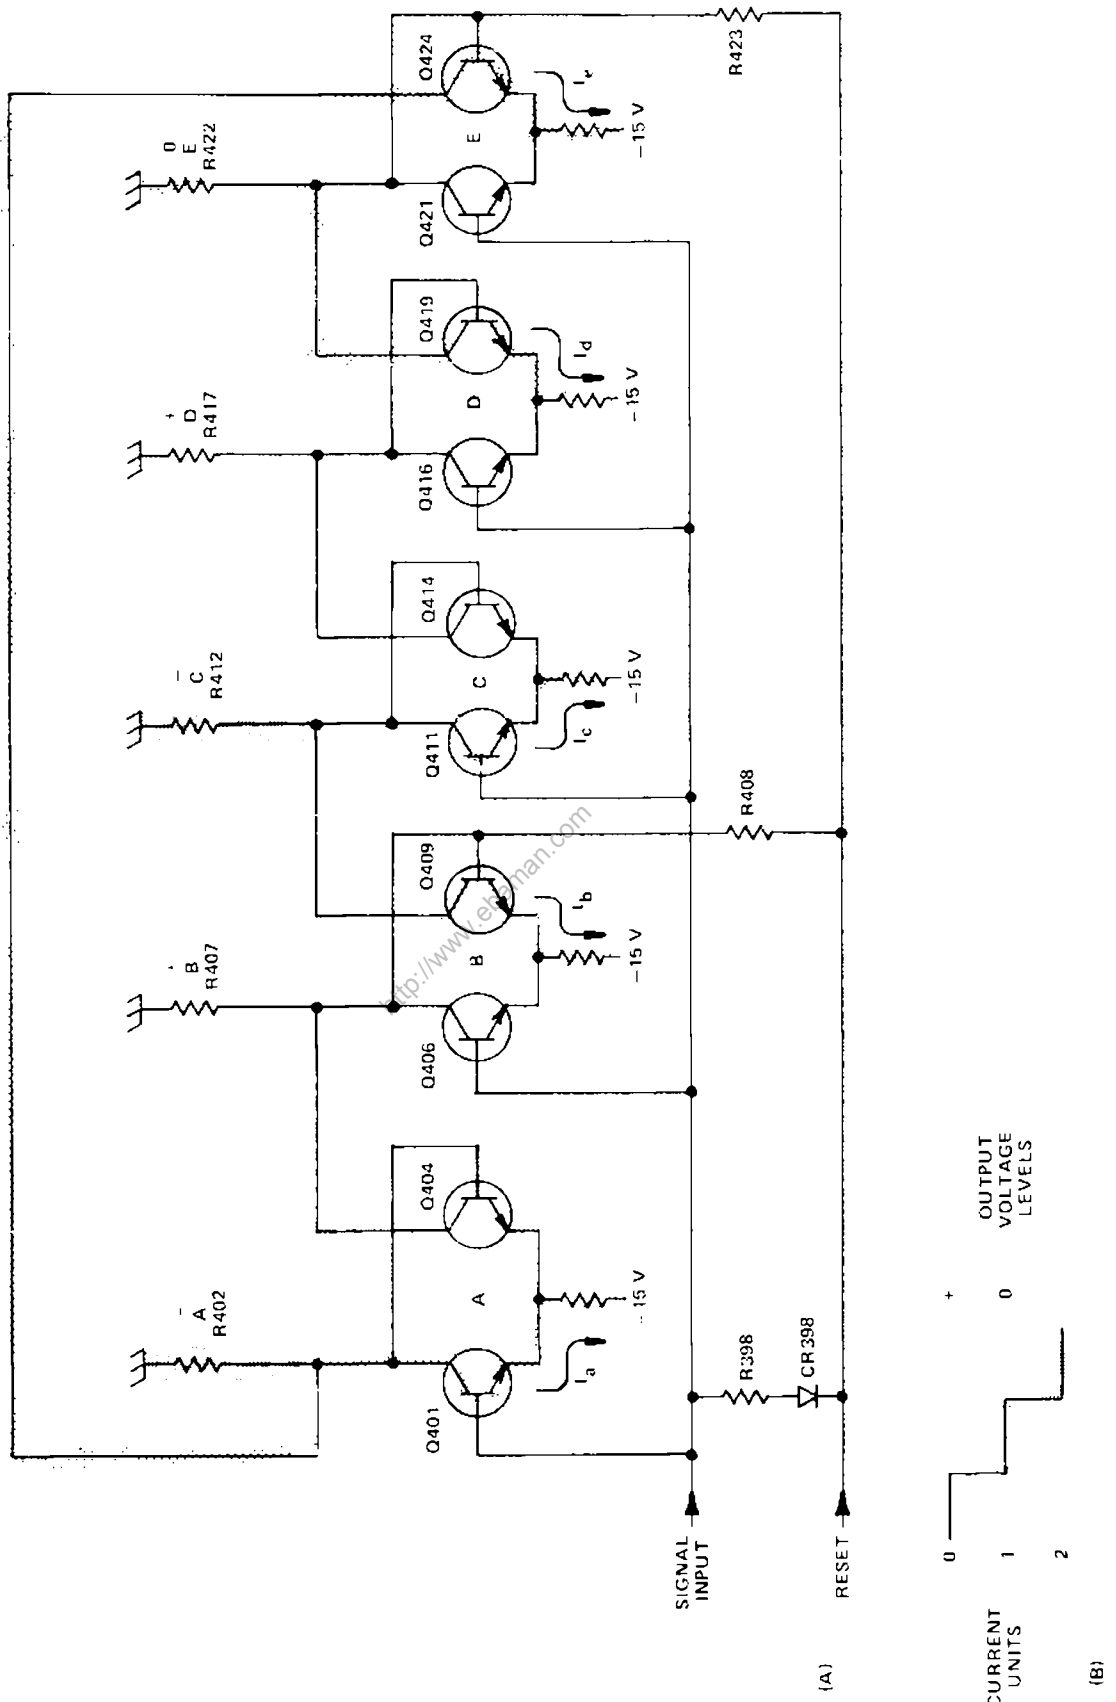 −
A
R402
+
B
R407
−
C
R412
+
D
R417
0
E
R422
Q401
A
Q404
Q406
B
Q409
Q411
C
Q414
Q416
D
Q419
Q421
E
Q424
Ia
−15 V
Ib
−15 V
Ic
−15 V
Id
−15 V
Ie
−15 V
R398
CR398
R408
R423
SIGNAL
INPUT
RESET
(A)
CURRENT
UNITS
0
1
2
+
0
OUTPUT
VOLTAGE
LEVELS
(B)
http://www.ebaman.com